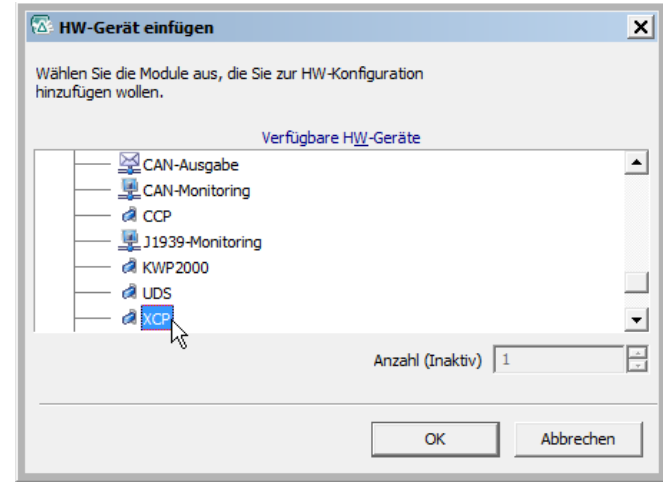 HW-Gerät einfügen
Wählen Sie die Module aus, die Sie zur HW-Konfiguration
hinzufügen wollen.
Verfügbare HW-Geräte
CAN-Ausgabe
CAN-Monitoring
CCP
J1939-Monitoring
KWP2000
UDS
XCP
Anzahl (Inaktiv) 1
OK Abbrechen